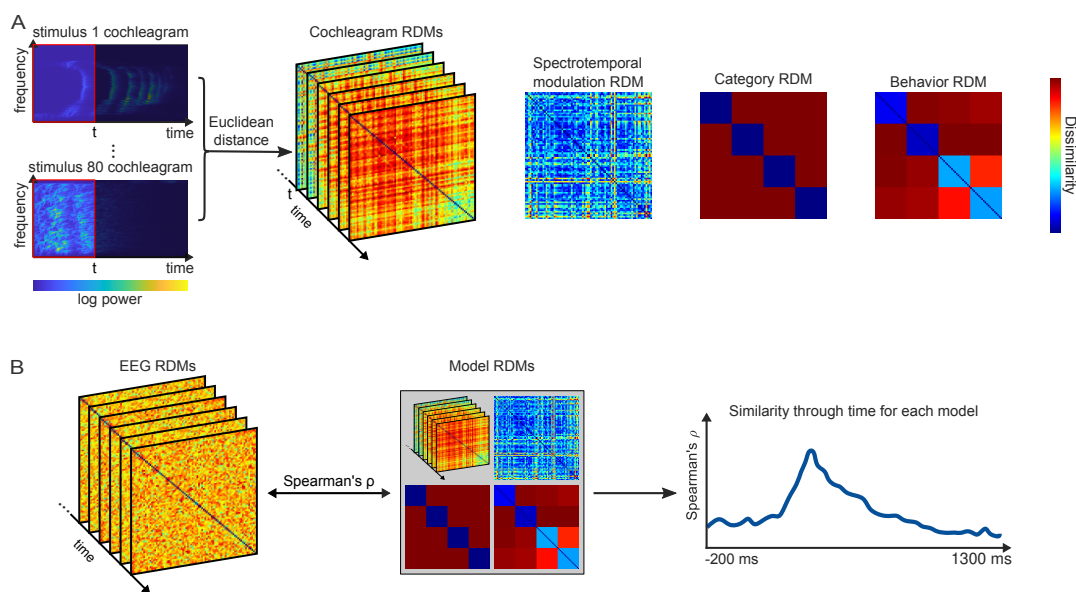 A
stimulus 1 cochleagram
frequency
t
time
...
stimulus 80 cochleagram
frequency
t
time
log power
Euclidean
distance
Cochleagram RDMs
... t time
Spectrotemporal
modulation RDM
Category RDM
Behavior RDM
Dissimilarity
B
EEG RDMs
... time
Spearman's ρ
Model RDMs
Similarity through time for each model
Spearman's ρ
-200 ms
1300 ms